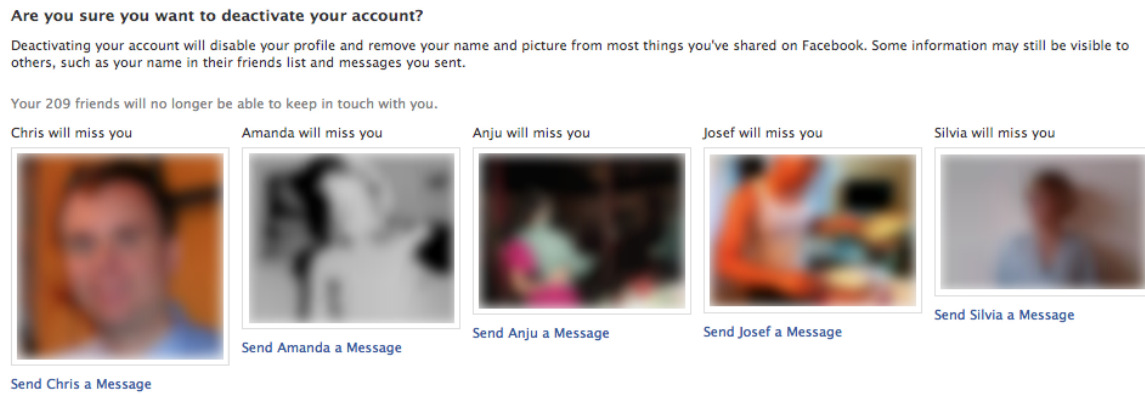 Are you sure you want to deactivate your account?
Deactivating your account will disable your profile and remove your name and picture from most things you've shared on Facebook. Some information may still be visible to
others, such as your name in their friends list and messages you sent.
Your 209 friends will no longer be able to keep in touch with you.
Chris will miss you
Amanda will miss you
Anju will miss you
Josef will miss you
Silvia will miss you
Send Chris a Message
Send Amanda a Message
Send Anju a Message
Send Josef a Message
Send Silvia a Message